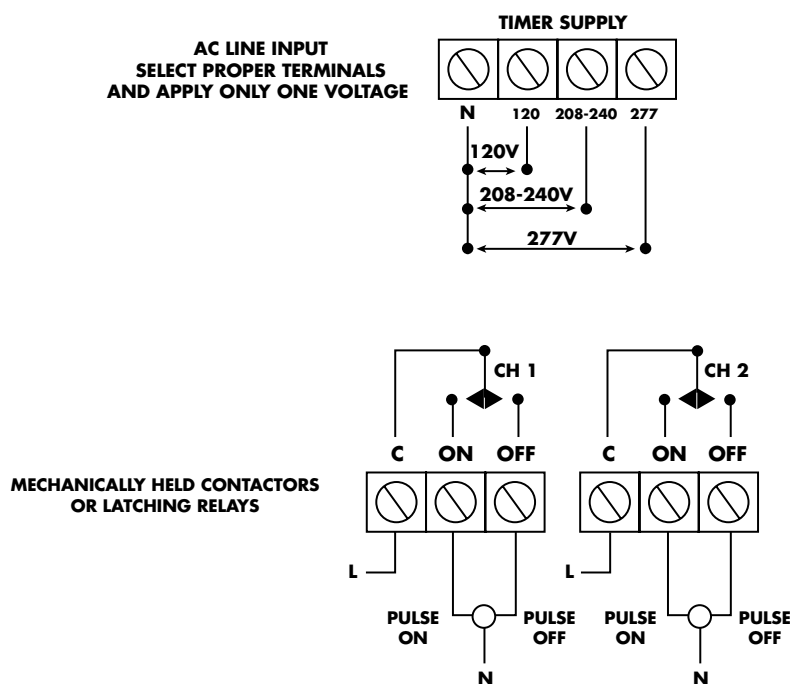 TIMER SUPPLY
AC LINE INPUT
SELECT PROPER TERMINALS
AND APPLY ONLY ONE VOLTAGE
N 120 208-240 277
120V
208-240V
277V
CH 1 CH 2
C ON OFF C ON OFF
MECHANICALLY HELD CONTACTORS
OR LATCHING RELAYS
L L
PULSE ON PULSE OFF PULSE ON PULSE OFF
N N